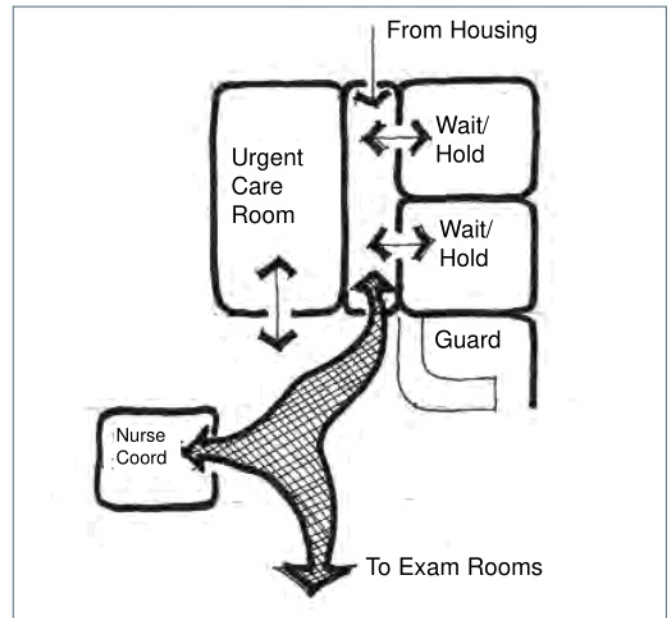 From Housing
Wait/
Hold
Urgent
Care
Room
Wait/
Hold
Guard
Nurse
Coord
To Exam Rooms